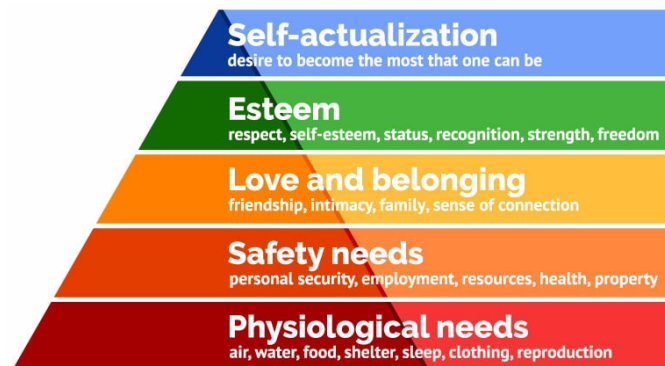 Self-actualization
desire to become the most that one can be
Esteem
respect, self-esteem, status, recognition, strength, freedom
Love and belonging
friendship, intimacy, family, sense of connection
Safety needs
personal security, employment, resources, health, property
Physiological needs
air, water, food, shelter, sleep, clothing, reproduction